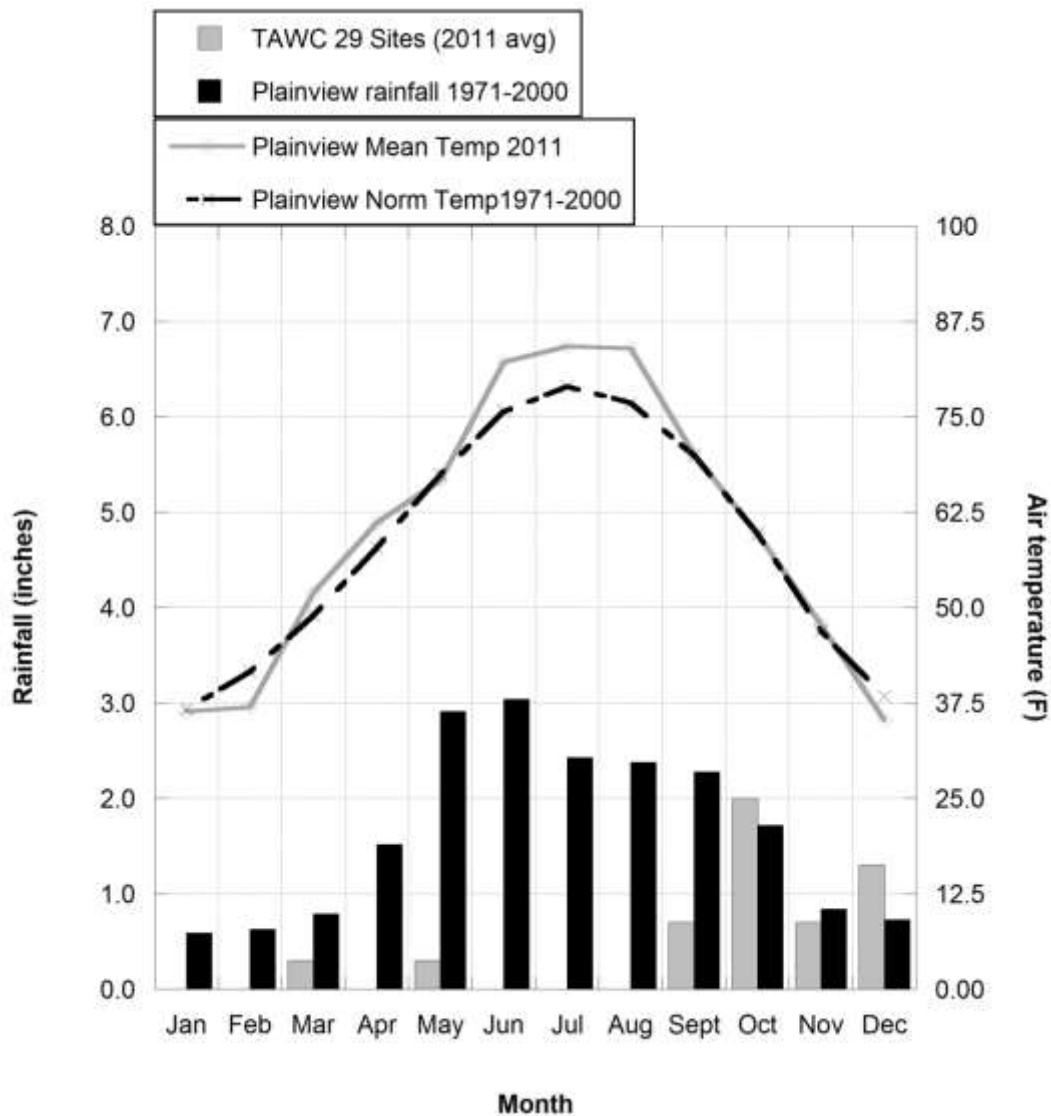 TAWC 29 Sites (2011 avg)
Plainview rainfall 1971-2000
Plainview Mean Temp 2011
Plainview Norm Temp1971-2000
8.0
7.0
6.0
5.0
4.0
3.0
2.0
1.0
0.0
Rainfall (inches)
100
87.5
75.0
62.5
50.0
37.5
25.0
12.5
0.00
Air temperature (F)
Jan Feb Mar Apr May Jun Jul Aug Sept Oct Nov Dec
Month